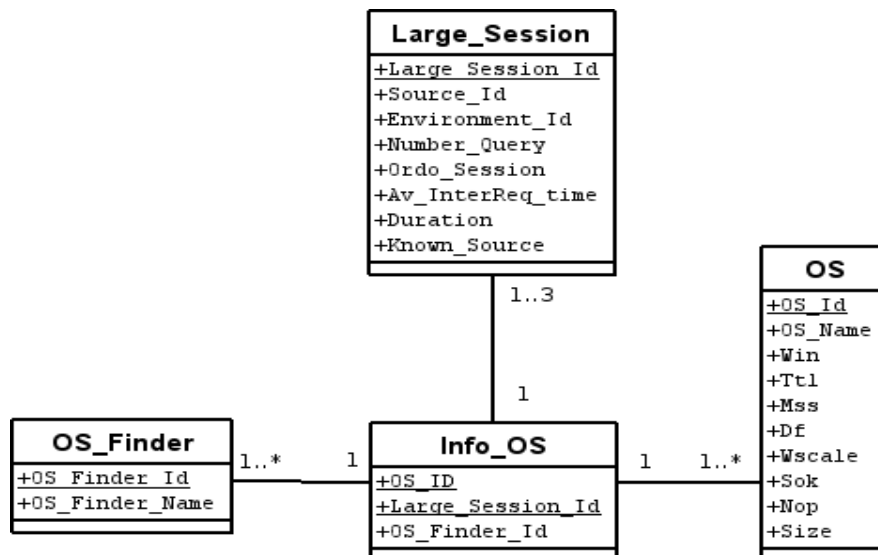 Large_Session
+Large_Session_Id
+Source_Id
+Environment_Id
+Number_Query
+Ordo_Session
+Av_InterReq_time
+Duration
+Known_Source
1..3
1
OS
+OS_Id
+OS_Name
+Win
+Ttl
+Mss
+Df
+Wscale
+Sok
+Nop
+Size
OS_Finder
+OS_Finder_Id
+OS_Finder_Name
1..*
1
Info_OS
+OS_ID
+Large_Session_Id
+OS_Finder_Id
1
1..*